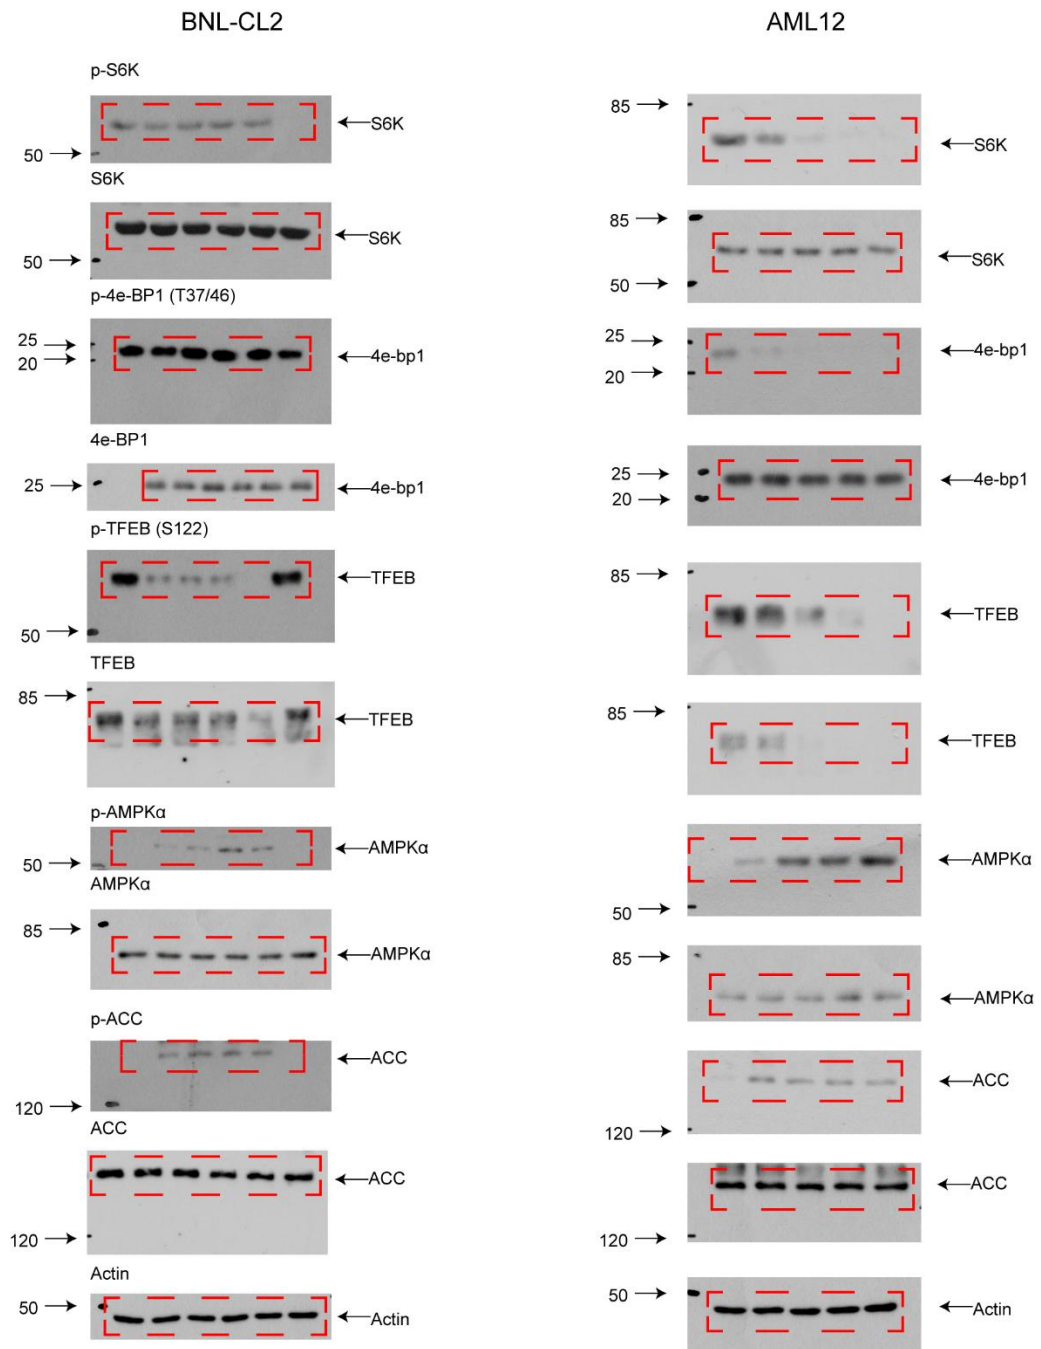 BNL-CL2
p-S6K
S6K
50
S6K
S6K
50
p-4e-BP1 (T37/46)
25
20
4e-bp1
4e-BP1
25
4e-bp1
p-TFEB (S122)
TFEB
50
TFEB
85
TFEB
p-AMPKα
AMPKα
50
AMPKα
85
AMPKα
p-ACC
ACC
120
ACC
ACC
120
Actin
50
Actin
AML12
85
S6K
85
S6K
50
25
4e-bp1
20
25
4e-bp1
20
85
TFEB
85
TFEB
AMPKα
50
85
AMPKα
ACC
120
ACC
120
50
Actin